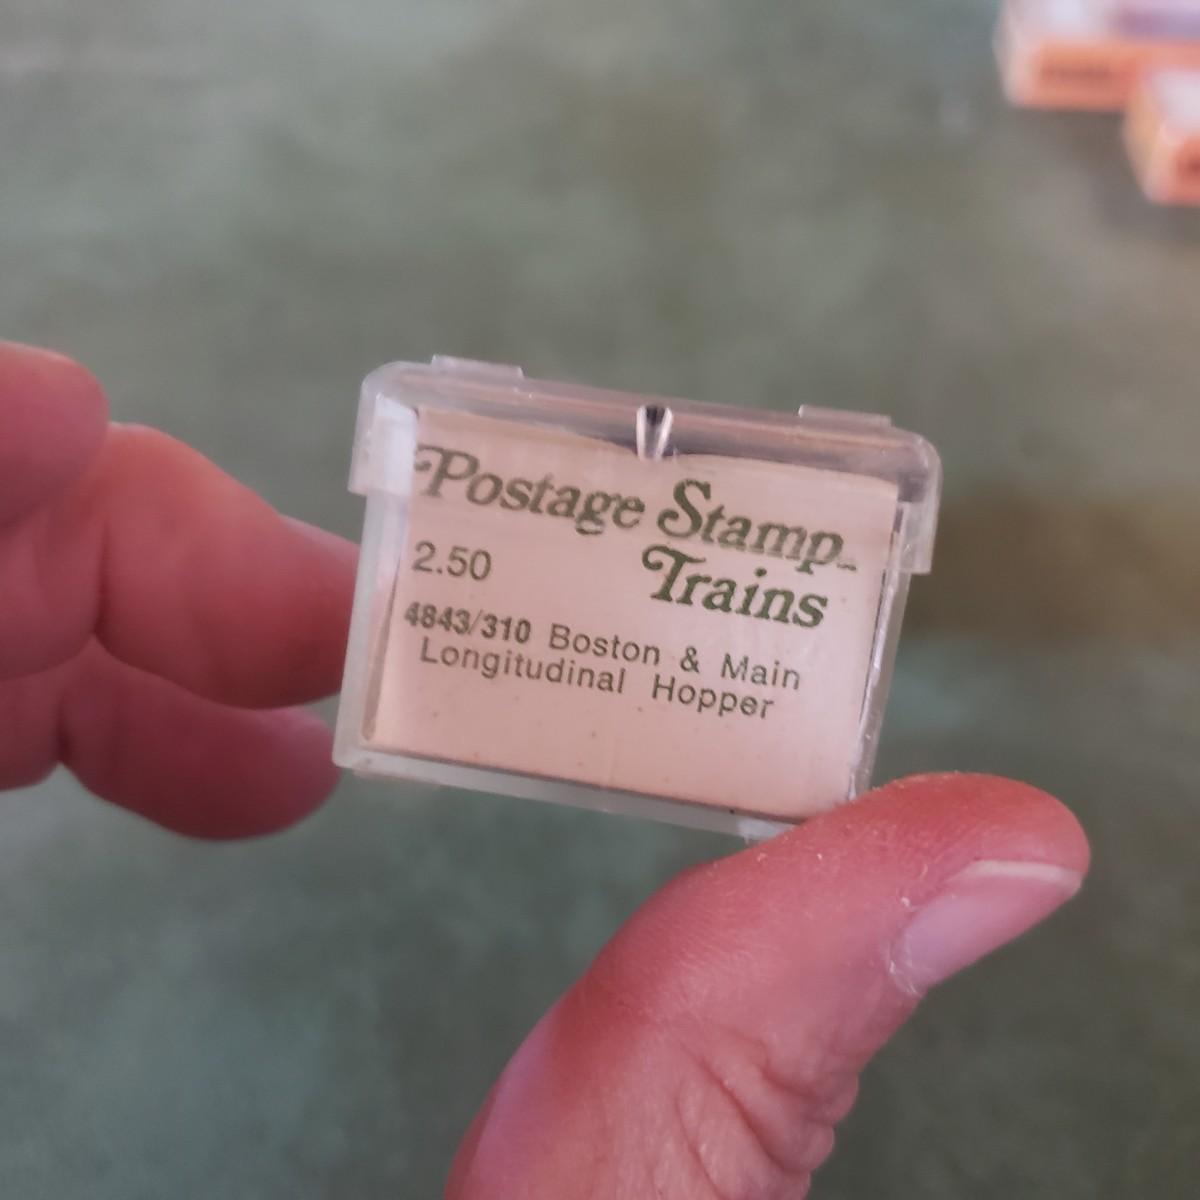 Postage Stamp
2.50 Trains
4843/310 Boston & Main
Longitudinal Hopper